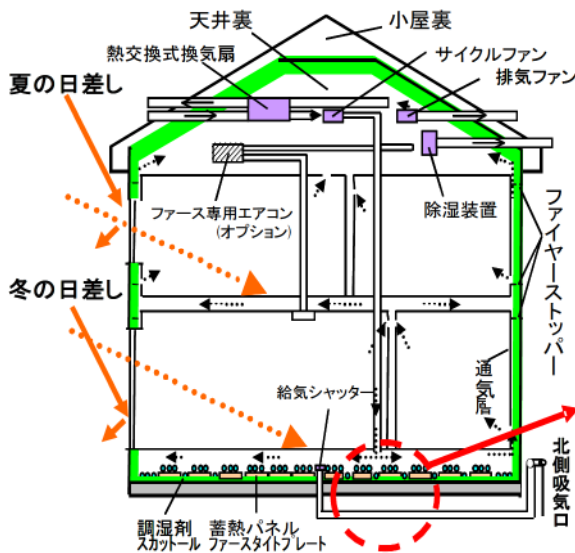 天井裏
小屋裏
熱交換式換気扇
サイクルファン
排気ファン
夏の日差し
ファース専用エアコン
(オプション)
除湿装置
ファイヤーストッパー
冬の日差し
通気層
給気シャッター
北側吸気口
調湿剤
スカットール
蓄熱パネル
ファースタイトプレート